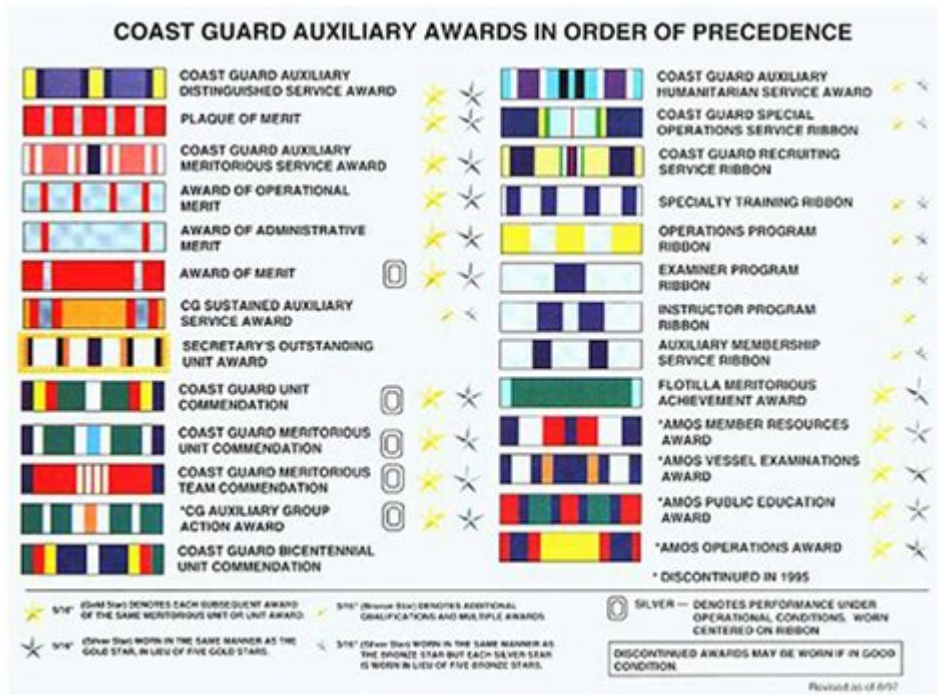 COAST GUARD AUXILIARY AWARDS IN ORDER OF PRECEDENCE
COAST GUARD AUXILIARY
DISTINGUISHED SERVICE AWARD
PLAQUE OF MERIT
COAST GUARD AUXILIARY
MERITORIOUS SERVICE AWARD
AWARD OF OPERATIONAL
MERIT
AWARD OF ADMINISTRATIVE
MERIT
AWARD OF MERIT
CG SUSTAINED AUXILIARY
SERVICE AWARD
SECRETARY'S OUTSTANDING
UNIT AWARD
COAST GUARD UNIT
COMMENDATION
COAST GUARD MERITORIOUS
UNIT COMMENDATION
COAST GUARD MERITORIOUS
TEAM COMMENDATION
*CG AUXILIARY GROUP
ACTION AWARD
COAST GUARD BICENTENNIAL
UNIT COMMENDATION
COAST GUARD AUXILIARY
HUMANITARIAN SERVICE AWARD
COAST GUARD SPECIAL
OPERATIONS SERVICE RIBBON
COAST GUARD RECRUITING
SERVICE RIBBON
SPECIALTY TRAINING RIBBON
OPERATIONS PROGRAM
RIBBON
EXAMINER PROGRAM
RIBBON
INSTRUCTOR PROGRAM
RIBBON
AUXILIARY MEMBERSHIP
SERVICE RIBBON
FLOTILLA MERITORIOUS
ACHIEVEMENT AWARD
*AMOS MEMBER RESOURCES
AWARD
*AMOS VESSEL EXAMINATIONS
AWARD
*AMOS PUBLIC EDUCATION
AWARD
*AMOS OPERATIONS AWARD
* DISCONTINUED IN 1995
5/16" (Gold Star) DENOTES EACH SUBSEQUENT AWARD
OF THE SAME MERITORIOUS UNIT OR UNIT AWARD.
5/16" (Silver Star) WORN IN THE SAME MANNER AS THE
GOLD STAR, IN LIEU OF FIVE GOLD STARS.
3/16" (Bronze Star) DENOTES ADDITIONAL
QUALIFICATIONS AND MULTIPLE AWARDS.
3/16" (Silver Star) WORN IN THE SAME MANNER AS
THE BRONZE STAR BUT EACH SILVER STAR
IS WORN IN LIEU OF FIVE BRONZE STARS.
SILVER — DENOTES PERFORMANCE UNDER
OPERATIONAL CONDITIONS. WORN
CENTERED ON RIBBON
DISCONTINUED AWARDS MAY BE WORN IF IN GOOD
CONDITION.
Revised as of 8/97